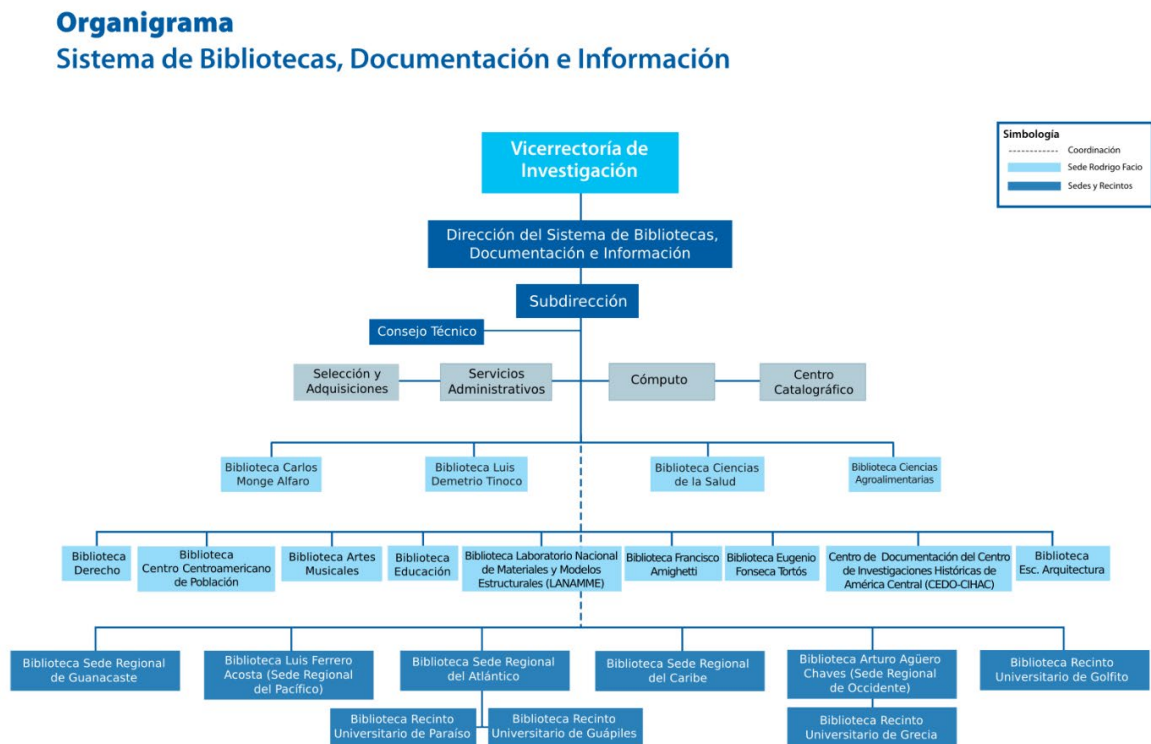 Organigrama
Sistema de Bibliotecas, Documentación e Información
Simbología
Coordinación
Sede Rodrigo Facio
Sedes y Recintos
Vicerrectoría de
Investigación
Dirección del Sistema de Bibliotecas,
Documentación e Información
Subdirección
Consejo Técnico
Selección y
Adquisiciones
Servicios
Administrativos
Cómputo
Centro
Catalográfico
Biblioteca Carlos
Monge Alfaro
Biblioteca Luis
Demetrio Tinoco
Biblioteca Ciencias
de la Salud
Biblioteca Ciencias
Agroalimentarias
Biblioteca
Derecho
Biblioteca
Centro Centroamericano
de Población
Biblioteca Artes
Musicales
Biblioteca
Educación
Biblioteca Laboratorio Nacional
de Materiales y Modelos
Estructurales (LANAMME)
Biblioteca Francisco
Amighetti
Biblioteca Eugenio
Fonseca Tortós
Centro de Documentación del Centro
de Investigaciones Históricas de
América Central (CEDO-CIHAC)
Biblioteca
Esc. Arquitectura
Biblioteca Sede Regional
de Guanacaste
Biblioteca Luis Ferrero
Acosta (Sede Regional
del Pacífico)
Biblioteca Sede Regional
del Atlántico
Biblioteca Sede Regional
del Caribe
Biblioteca Arturo Agüero
Chaves (Sede Regional
de Occidente)
Biblioteca Recinto
Universitario de Golfito
Biblioteca Recinto
Universitario de Paraíso
Biblioteca Recinto
Universitario de Guápiles
Biblioteca Recinto
Universitario de Grecia